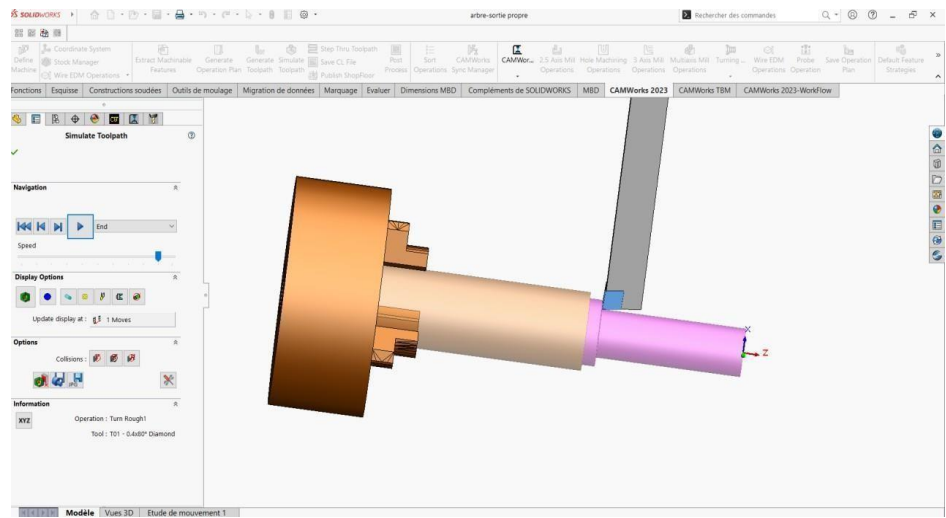 SOLIDWORKS
arbre-sortie propre
Rechercher des commandes
Define Machine
Coordinate System
Stock Manager
Wire EDM Operations
Extract Machinable Features
Generate Operation Plan
Generate Toolpath
Simulate Toolpath
Step Thru Toolpath
Save CL File
Publish ShopFloor
Post Process
Sort Operations
CAMWorks Sync Manager
CAMWor...
2.5 Axis Mill Operations
Hole Machining Operations
3 Axis Mill Operations
Multiaxis Mill Operations
Turning ...
Wire EDM Operations
Probe Operation
Save Operation Plan
Default Feature Strategies
Fonctions Esquisse Constructions soudées Outils de moulage Migration de données Marquage Evaluer Dimensions MBD Compléments de SOLIDWORKS MBD CAMWorks 2023 CAMWorks TBM CAMWorks 2023-WorkFlow
Simulate Toolpath
Navigation
End
Speed
Display Options
Update display at : 1 Moves
Options
Collisions :
Information
XYZ
Operation : Turn Rough1
Tool : T01 - 0.4x80° Diamond
X
Z
Modèle Vues 3D Etude de mouvement 1